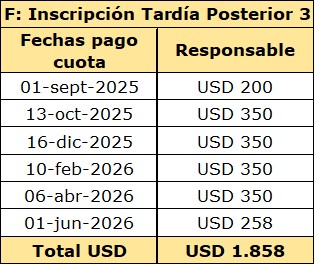 F: Inscripción Tardía Posterior 3
Fechas pago cuota Responsable
01-sept-2025 USD 200
13-oct-2025 USD 350
16-dic-2025 USD 350
10-feb-2026 USD 350
06-abr-2026 USD 350
01-jun-2026 USD 258
Total USD USD 1.858